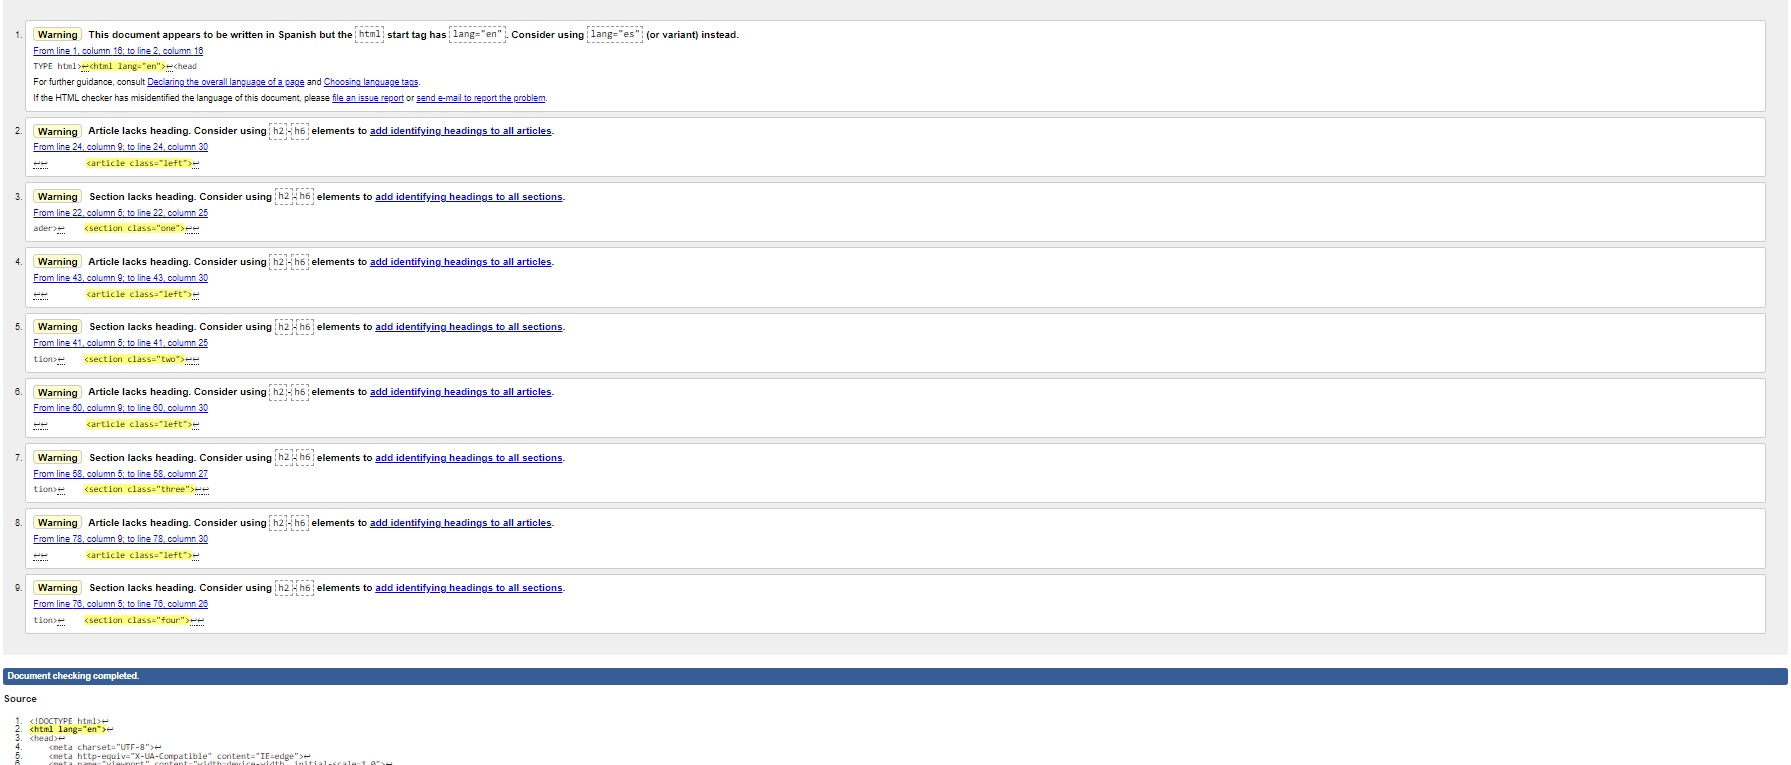 1. Warning This document appears to be written in Spanish but the html start tag has lang="en". Consider using lang="es" (or variant) instead.
From line 1, column 16; to line 2, column 16
TYPE html>↩<html lang="en">↩<head
For further guidance, consult Declaring the overall language of a page and Choosing language tags.
If the HTML checker has misidentified the language of this document, please file an issue report or send e-mail to report the problem.
2. Warning Article lacks heading. Consider using h2-h6 elements to add identifying headings to all articles.
From line 24, column 9; to line 24, column 30
↩↩ <article class="left">↩
3. Warning Section lacks heading. Consider using h2-h6 elements to add identifying headings to all sections.
From line 22, column 5; to line 22, column 25
ader>↩ <section class="one">↩↩
4. Warning Article lacks heading. Consider using h2-h6 elements to add identifying headings to all articles.
From line 43, column 9; to line 43, column 30
↩↩ <article class="left">↩
5. Warning Section lacks heading. Consider using h2-h6 elements to add identifying headings to all sections.
From line 41, column 5; to line 41, column 25
tion>↩ <section class="two">↩↩
6. Warning Article lacks heading. Consider using h2-h6 elements to add identifying headings to all articles.
From line 60, column 9; to line 60, column 30
↩↩ <article class="left">↩
7. Warning Section lacks heading. Consider using h2-h6 elements to add identifying headings to all sections.
From line 58, column 5; to line 58, column 27
tion>↩ <section class="three">↩↩
8. Warning Article lacks heading. Consider using h2-h6 elements to add identifying headings to all articles.
From line 78, column 9; to line 78, column 30
↩↩ <article class="left">↩
9. Warning Section lacks heading. Consider using h2-h6 elements to add identifying headings to all sections.
From line 76, column 5; to line 76, column 26
tion>↩ <section class="four">↩↩
Document checking completed.
Source
1. <!DOCTYPE html>↩
2. <html lang="en">↩
3. <head>↩
4. <meta charset="UTF-8">↩
5. <meta http-equiv="X-UA-Compatible" content="IE=edge">↩
6. <meta name="viewport" content="width=device-width, initial-scale=1.0">↩